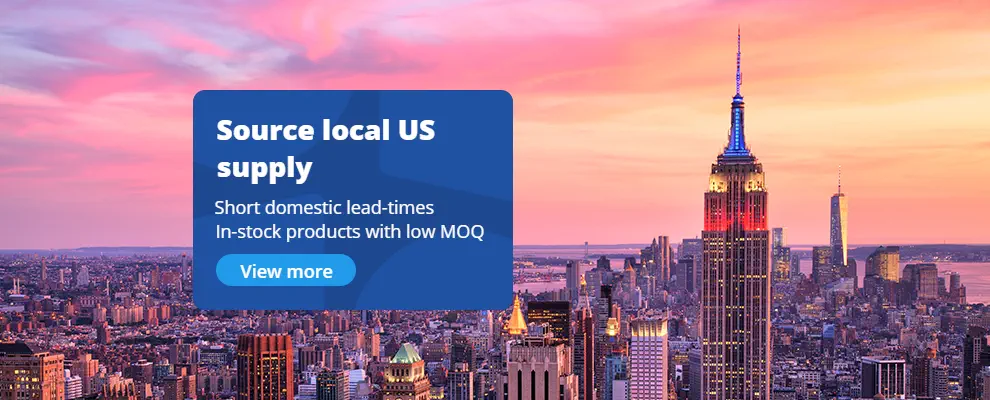 Source local US
supply
Short domestic lead-times
In-stock products with low MOQ
View more